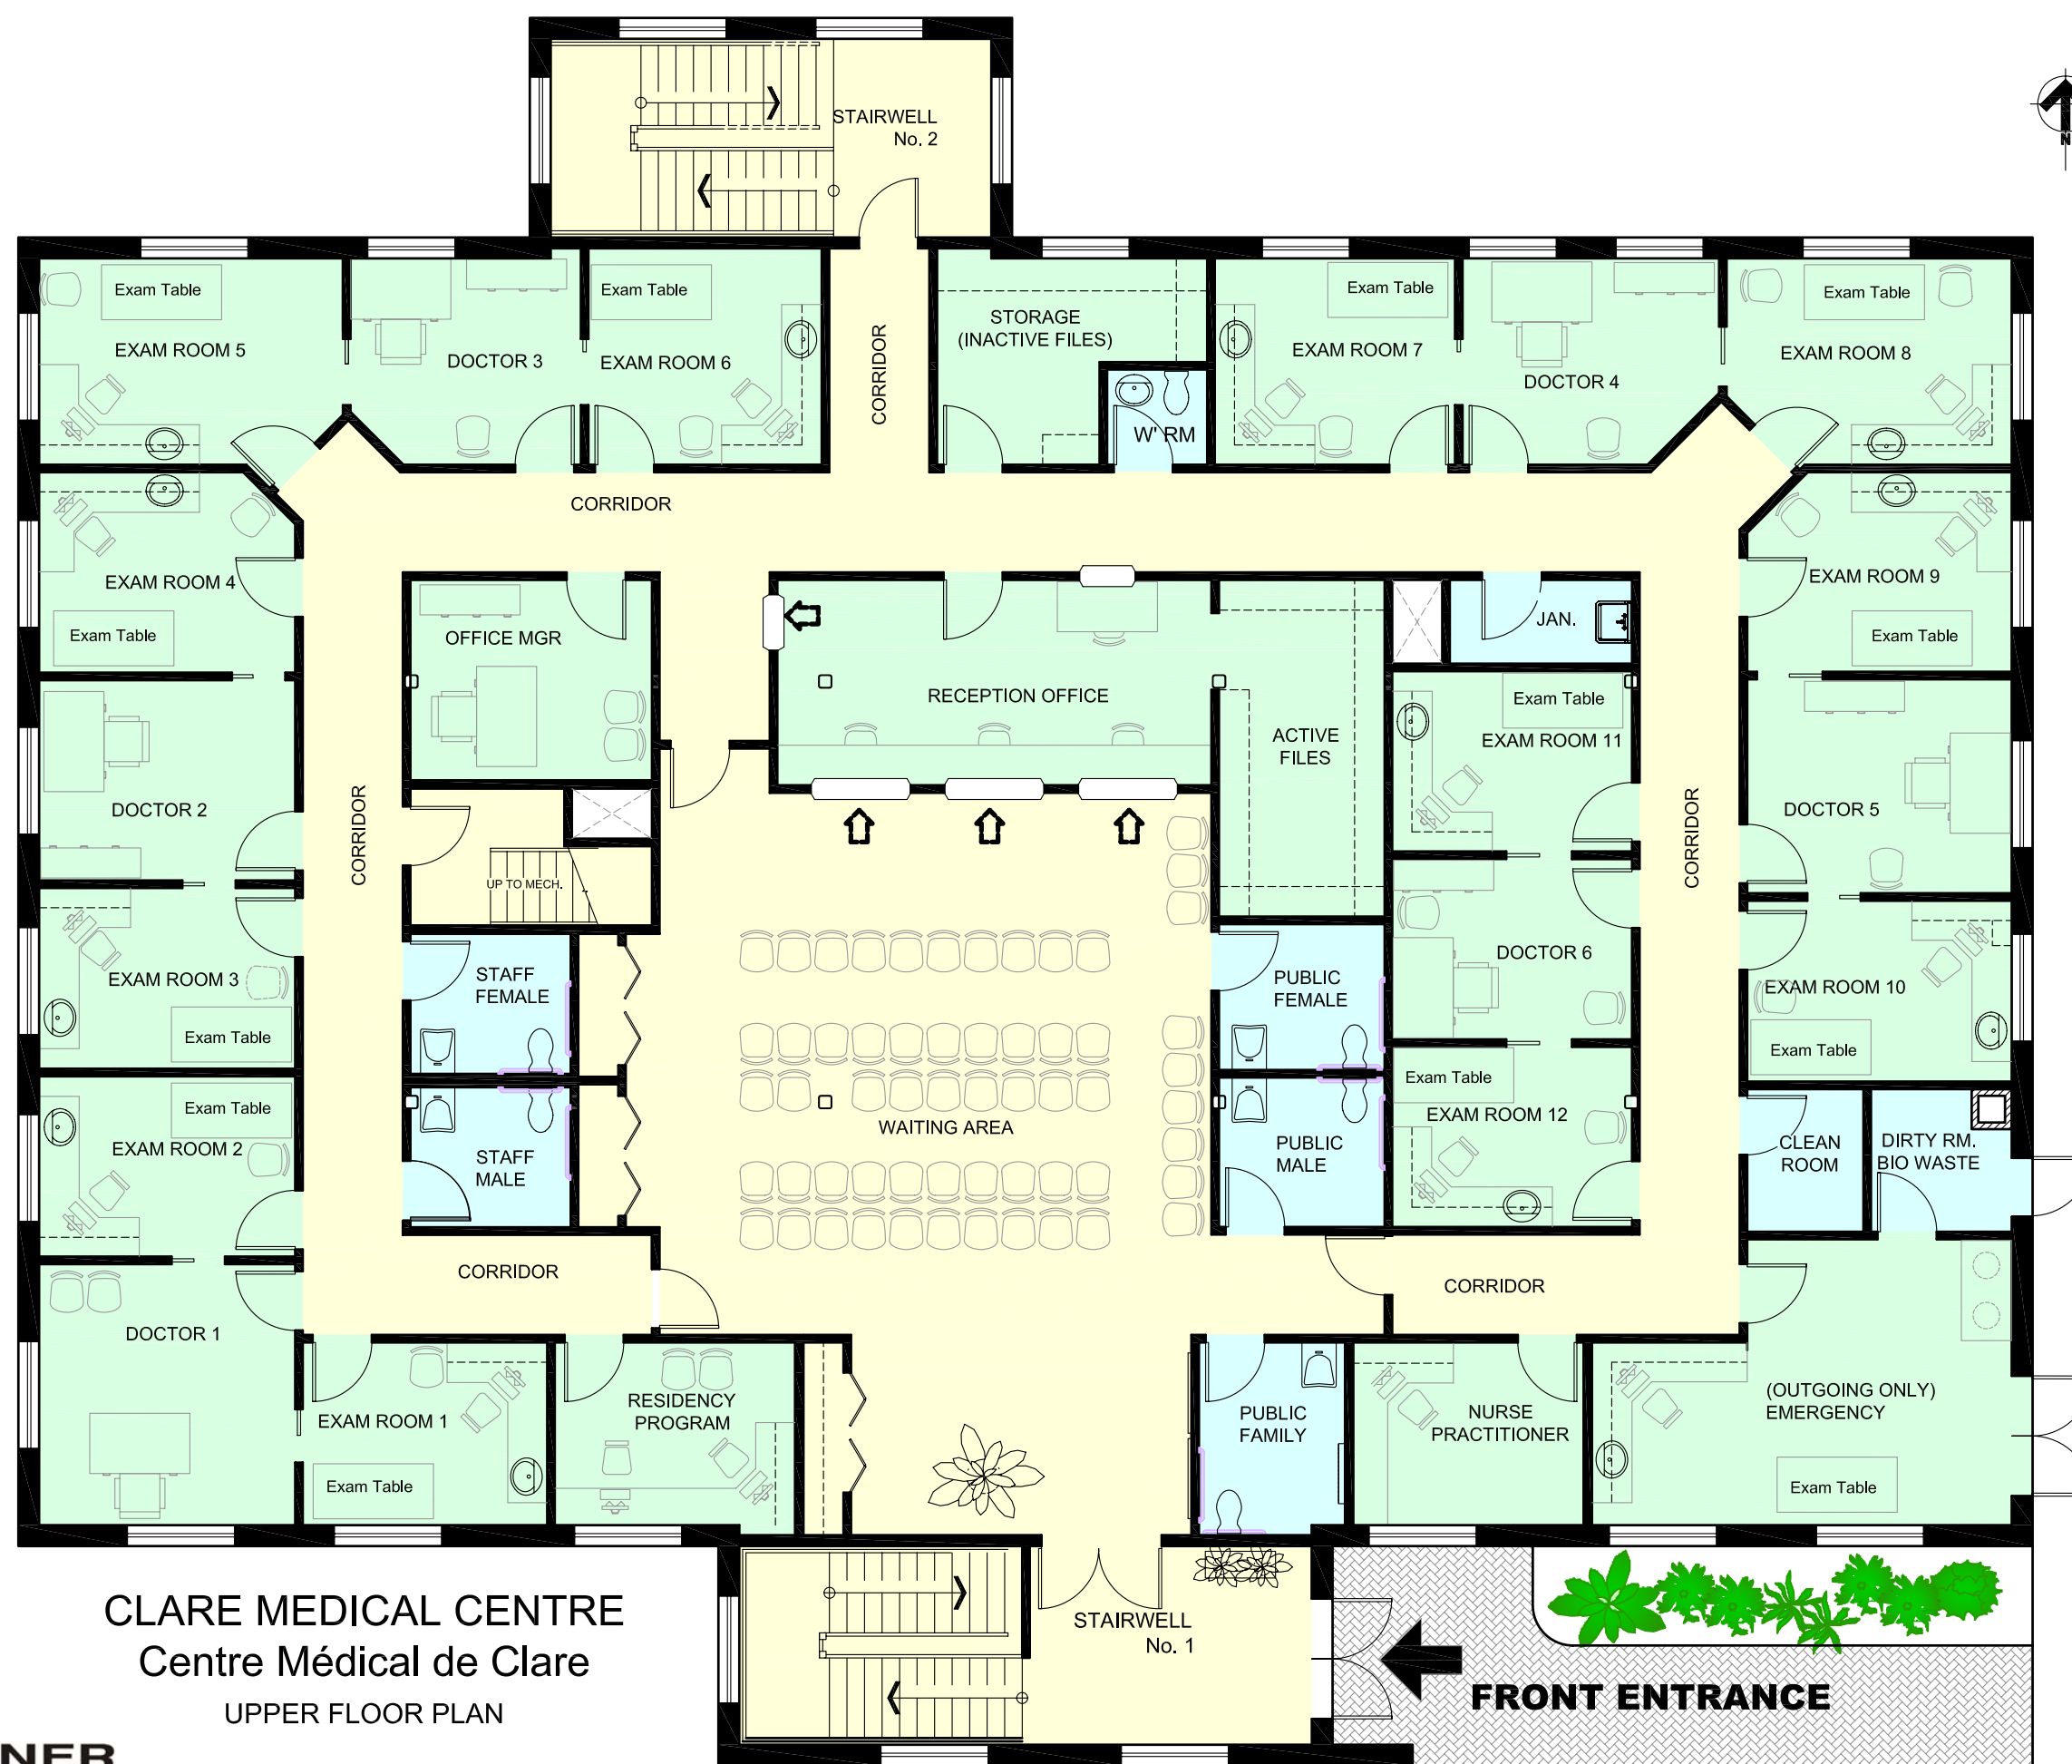 STAIRWELL
No. 2
N
Exam Table
EXAM ROOM 5
DOCTOR 3
Exam Table
EXAM ROOM 6
CORRIDOR
STORAGE
(INACTIVE FILES)
W' RM
Exam Table
EXAM ROOM 7
DOCTOR 4
Exam Table
EXAM ROOM 8
CORRIDOR
EXAM ROOM 4
Exam Table
OFFICE MGR
RECEPTION OFFICE
ACTIVE
FILES
JAN.
Exam Table
EXAM ROOM 11
EXAM ROOM 9
Exam Table
DOCTOR 2
CORRIDOR
UP TO MECH.
CORRIDOR
DOCTOR 5
EXAM ROOM 3
Exam Table
STAFF
FEMALE
PUBLIC
FEMALE
DOCTOR 6
EXAM ROOM 10
Exam Table
Exam Table
EXAM ROOM 2
STAFF
MALE
WAITING AREA
PUBLIC
MALE
Exam Table
EXAM ROOM 12
CLEAN
ROOM
DIRTY RM.
BIO WASTE
CORRIDOR
CORRIDOR
DOCTOR 1
EXAM ROOM 1
Exam Table
RESIDENCY
PROGRAM
PUBLIC
FAMILY
NURSE
PRACTITIONER
(OUTGOING ONLY)
EMERGENCY
Exam Table
CLARE MEDICAL CENTRE
Centre Médical de Clare
UPPER FLOOR PLAN
STAIRWELL
No. 1
FRONT ENTRANCE